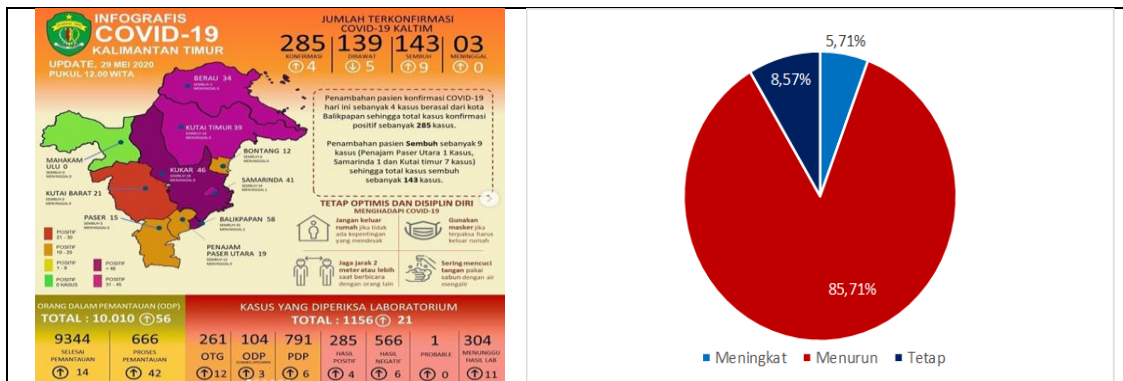 INFOGRAFIS
COVID-19
KALIMANTAN TIMUR
UPDATE, 29 MEI 2020
PUKUL 12.00 WITA
JUMLAH TERKONFIRMASI
COVID-19 KALTIM
285 139 143 03
KONFIRMASI DIRAWAT SEMBUH MENINGGAL
4 5 9 0
BERAU 34
KUTAI TIMUR 39
BONTANG 12
MAHAKAM
ULU 0
KUKAR 46
SAMARINDA 41
KUTAI BARAT 21
PASER 15
BALIKPAPAN 58
PENAJAM
PASER UTARA 19
POSITIF
21 - 30
POSITIF
10 - 20
POSITIF
1 - 9
POSITIF
0 KASUS
POSITIF
POSITIF
31 - 45
Penambahan pasien konfirmasi COVID-19
hari ini sebanyak 4 kasus berasal dari kota
Balikpapan sehingga total kasus konfirmasi
positif sebanyak 285 kasus.
Penambahan pasien Sembuh sebanyak 9
kasus (Penajam Paser Utara 1 Kasus,
Samarinda 1 dan Kutai timur 7 kasus)
sehingga total kasus sembuh
sebanyak 143 kasus.
TETAP OPTIMIS DAN DISIPLIN DIRI
MENGHADAPI COVID-19
Jangan keluar
rumah jika tidak
ada kepentingan
yang mendesak
Gunakan
masker jika
terpaksa harus
keluar rumah
Jaga jarak 2
meter atau lebih
saat berbicara
dengan orang lain
Sering mencuci
tangan pakai
sabun dengan air
mengalir
ORANG DALAM PEMANTAUAN (ODP)
TOTAL : 10.010 56
9344 666
SELESAI PEMANTAUAN
PROSES PEMANTAUAN
14 42
KASUS YANG DIPERIKSA LABORATORIUM
TOTAL : 1156 21
261 104 791 285 566 1 304
OTG ODP PDP HASIL POSITIF HASIL NEGATIF PROBABLE MENUNGGU HASIL LAB
12 3 6 4 6 0 11
5,71%
8,57%
85,71%
Meningkat Menurun Tetap